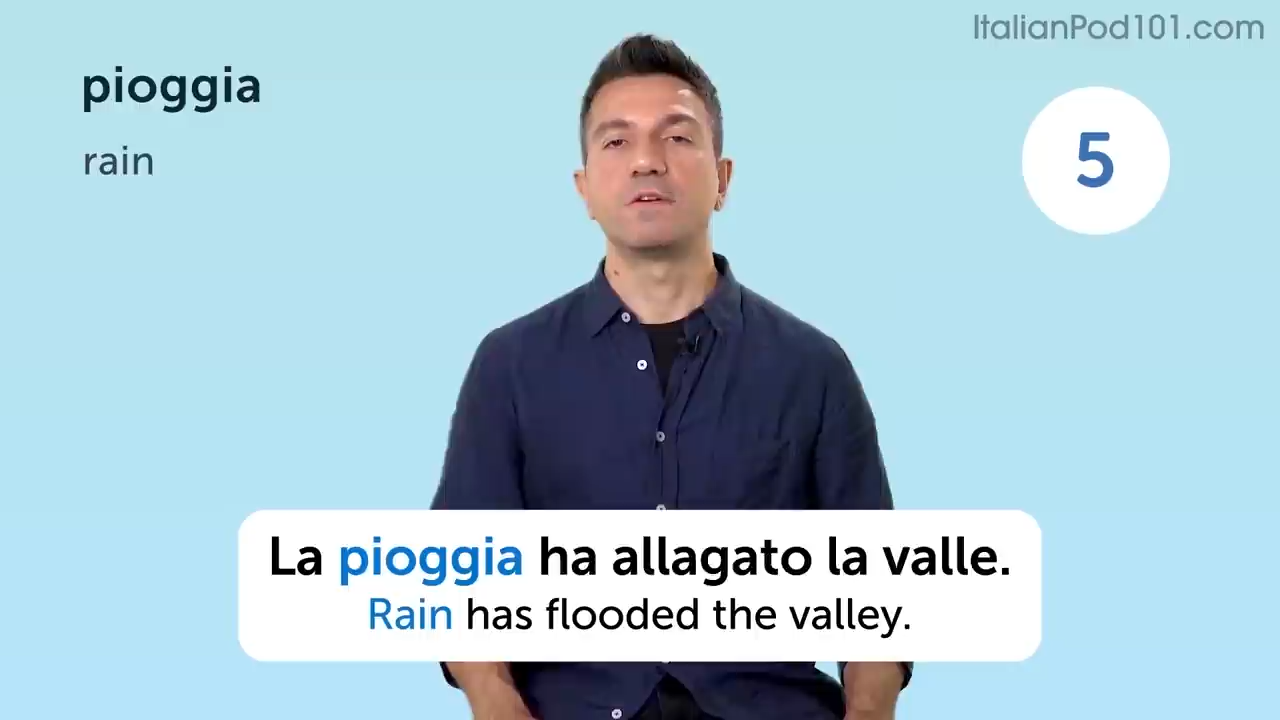 ItalianPod101.com
pioggia
rain
5
La pioggia ha allagato la valle.
Rain has flooded the valley.